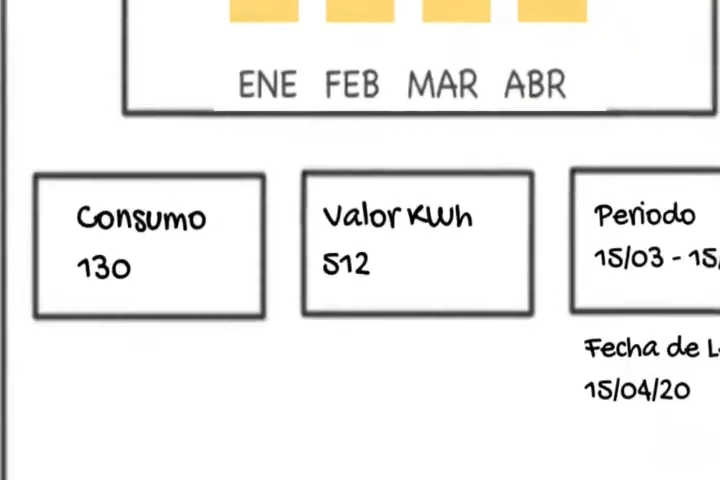 ENE FEB MAR ABR
Consumo
130
Valor KWh
512
Periodo
15/03 - 15/
Fecha de L
15/04/20